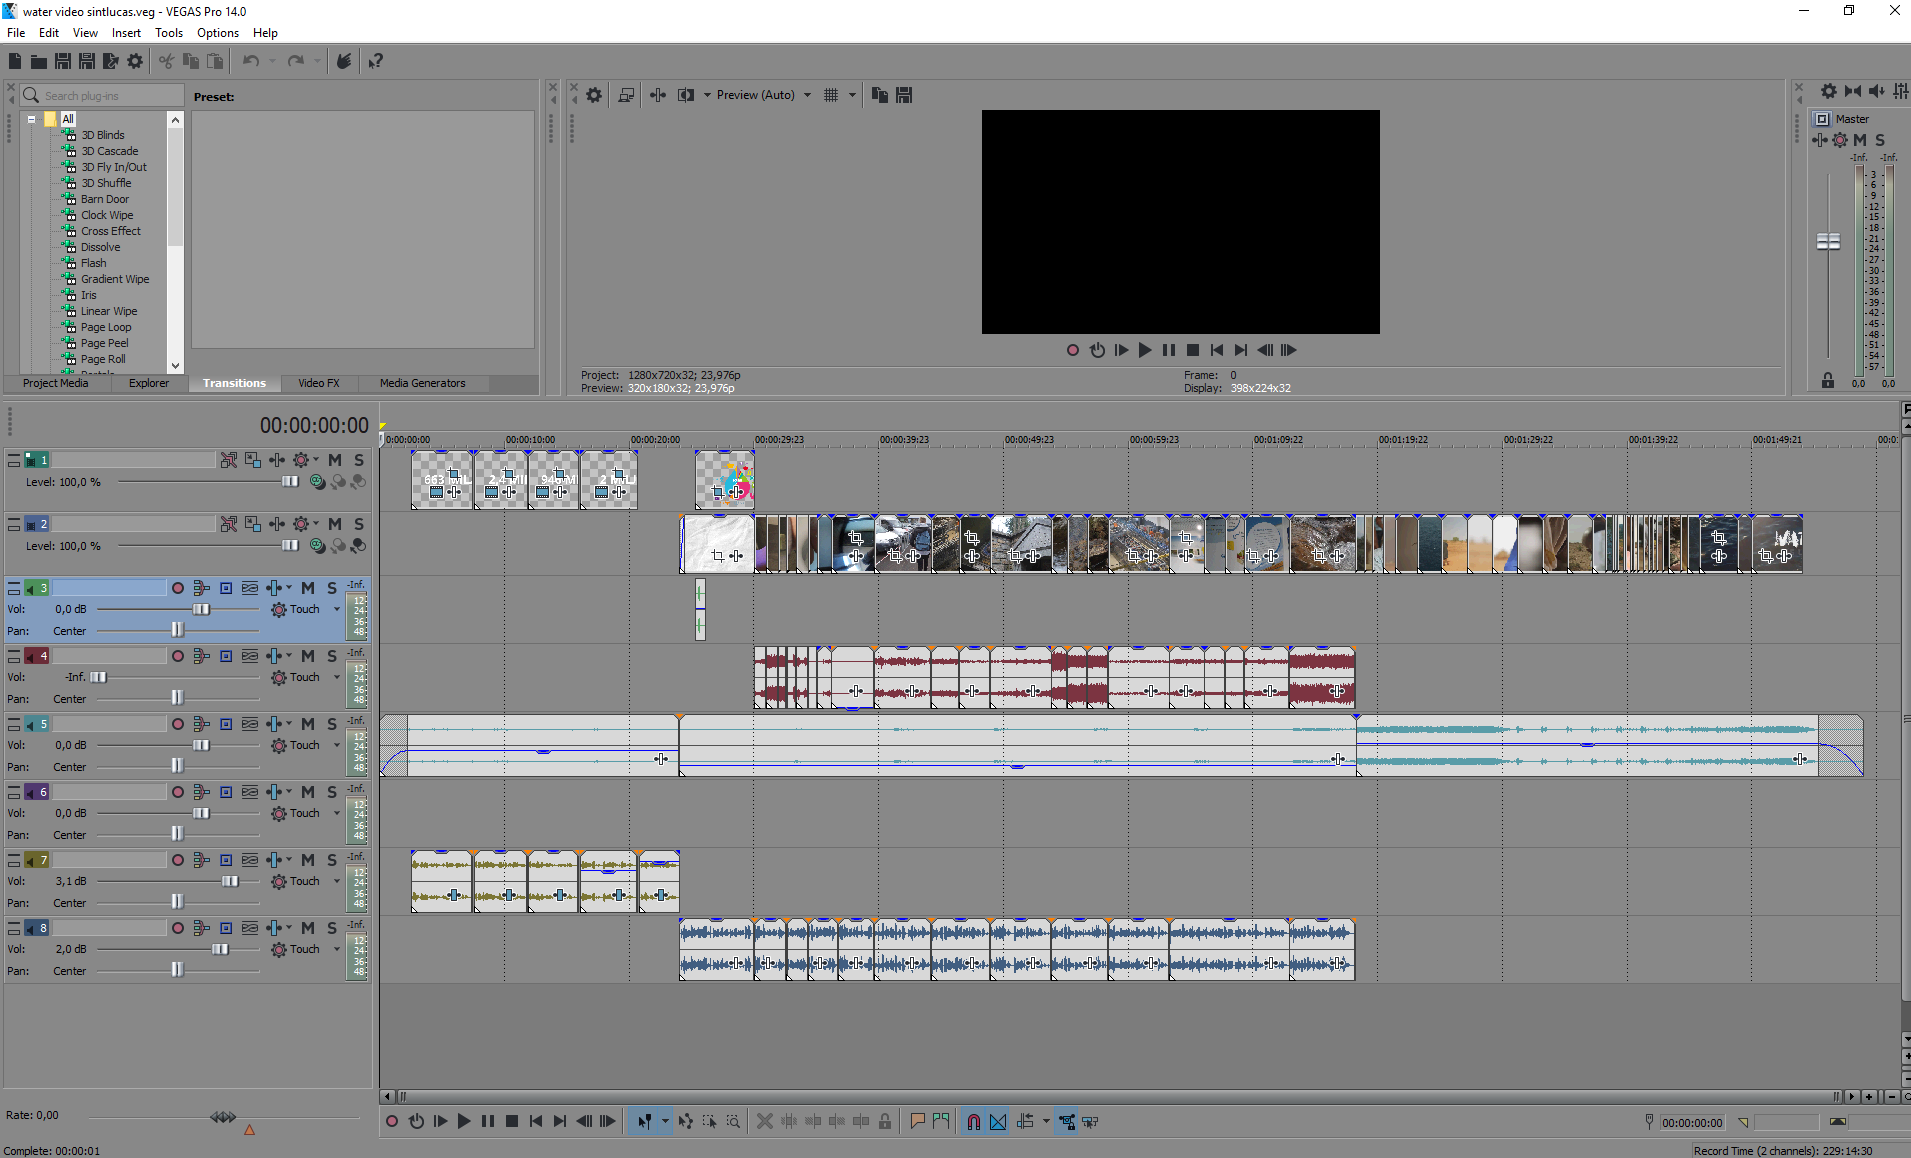 water video sintlucas.veg - VEGAS Pro 14.0
File Edit View Insert Tools Options Help
Search plug-ins
Preset:
All
3D Blinds
3D Cascade
3D Fly In/Out
3D Shuffle
Barn Door
Clock Wipe
Cross Effect
Dissolve
Flash
Gradient Wipe
Iris
Linear Wipe
Page Loop
Page Peel
Page Roll
Project Media Explorer Transitions Video FX Media Generators
Preview (Auto)
Project: 1280x720x32; 23,976p
Preview: 320x180x32; 23,976p
Frame: 0
Display: 398x224x32
Master
M S
-Inf. -Inf.
3
6
9
12
15
18
21
24
27
30
33
36
39
42
45
48
51
54
57
0,0 0,0
00:00:00:00
0:00:00:00 00:00:10:00 00:00:20:00 00:00:29:23 00:00:39:23 00:00:49:23 00:00:59:23 00:01:09:22 00:01:19:22 00:01:29:22 00:01:39:22 00:01:49:21 00:0
1 M S
Level: 100,0 %
2 M S
Level: 100,0 %
3 M S -Inf.
Vol: 0,0 dB Touch
Pan: Center
12
24
36
48
4 M S -Inf.
Vol: -Inf. Touch
Pan: Center
12
24
36
48
5 M S -Inf.
Vol: 0,0 dB Touch
Pan: Center
12
24
36
48
6 M S -Inf.
Vol: 0,0 dB Touch
Pan: Center
12
24
36
48
7 M S -Inf.
Vol: 3,1 dB Touch
Pan: Center
12
24
36
48
8 M S -Inf.
Vol: 2,0 dB Touch
Pan: Center
12
24
36
48
Rate: 0,00
00:00:00:00
Complete: 00:00:01
Record Time (2 channels): 229:14:30